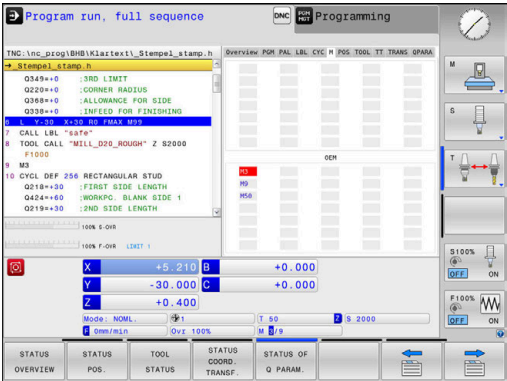 Program run, full sequence
DNC
PGM MGT
Programming
TNC:\nc_prog\BHB\Klartext\_Stempel_stamp.h
Overview PGM PAL LBL CYC M POS TOOL TT TRANS QPARA
→_Stempel_stamp.h
Q349=+0 ;3RD LIMIT
Q220=+0 ;CORNER RADIUS
Q368=+0 ;ALLOWANCE FOR SIDE
Q338=+0 ;INFEED FOR FINISHING
6 L Y-30 X+30 R0 FMAX M99
7 CALL LBL "safe"
8 TOOL CALL "MILL_D20_ROUGH" Z S2000
F1000
9 M3
10 CYCL DEF 256 RECTANGULAR STUD
Q218=+30 ;FIRST SIDE LENGTH
Q424=+60 ;WORKPC. BLANK SIDE 1
Q219=+30 ;2ND SIDE LENGTH
OEM
M3
M9
M50
100% S-OVR
100% F-OVR LIMIT 1
X +5.210 B +0.000
Y -30.000 C +0.000
Z +0.400
Mode: NOML. 1 T 50 Z S 2000
F 0mm/min Ovr 100% M 3/9
M
S
T
S100%
OFF ON
F100%
OFF ON
STATUS OVERVIEW
STATUS POS.
TOOL STATUS
STATUS COORD. TRANSF.
STATUS OF Q PARAM.